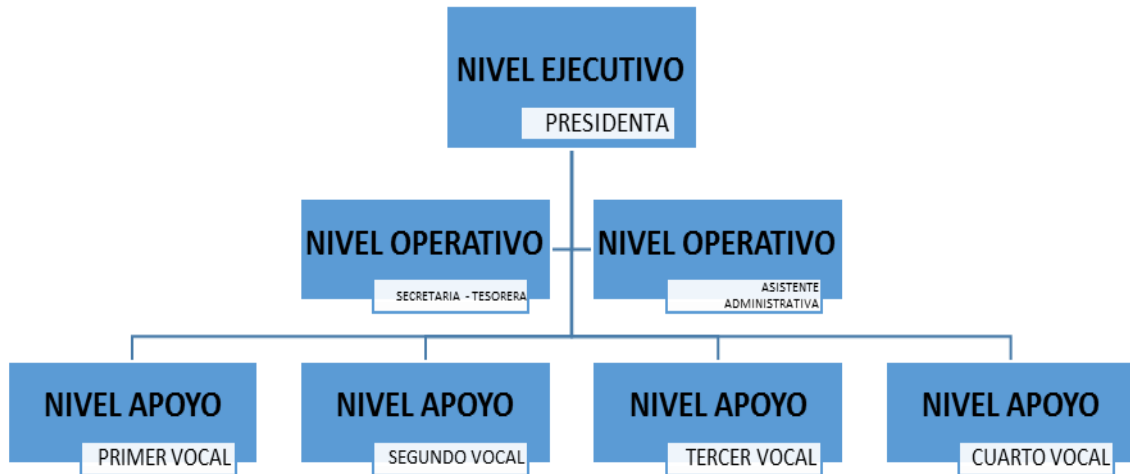 NIVEL EJECUTIVO
PRESIDENTA
NIVEL OPERATIVO
SECRETARIA - TESORERA
NIVEL OPERATIVO
ASISTENTE
ADMINISTRATIVA
NIVEL APOYO
PRIMER VOCAL
NIVEL APOYO
SEGUNDO VOCAL
NIVEL APOYO
TERCER VOCAL
NIVEL APOYO
CUARTO VOCAL